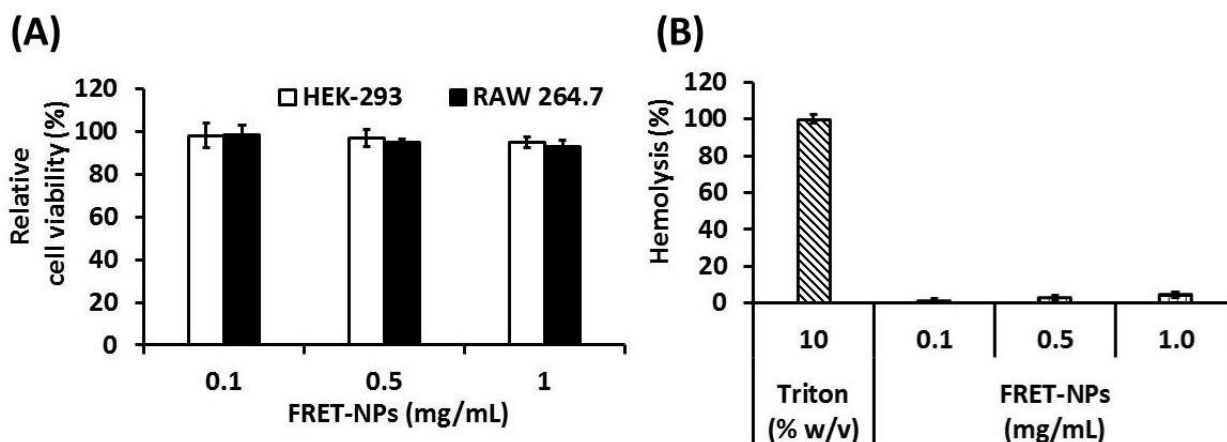 (A)
120
100
80
60
40
20
0
Relative
cell viability (%)
HEK-293
RAW 264.7
0.1
0.5
1
FRET-NPs (mg/mL)
(B)
120
100
80
60
40
20
0
Hemolysis (%)
10
0.1
0.5
1.0
Triton
(% w/v)
FRET-NPs
(mg/mL)